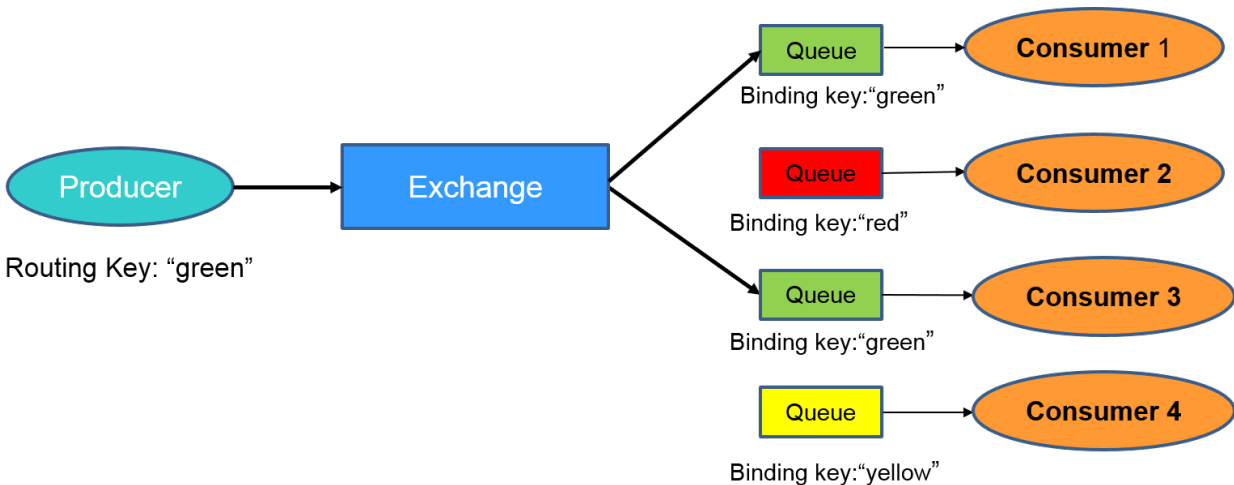 Queue
Consumer 1
Binding key:“green”
Producer
Exchange
Queue
Consumer 2
Binding key:“red”
Routing Key: “green”
Queue
Consumer 3
Binding key:“green”
Queue
Consumer 4
Binding key:“yellow”